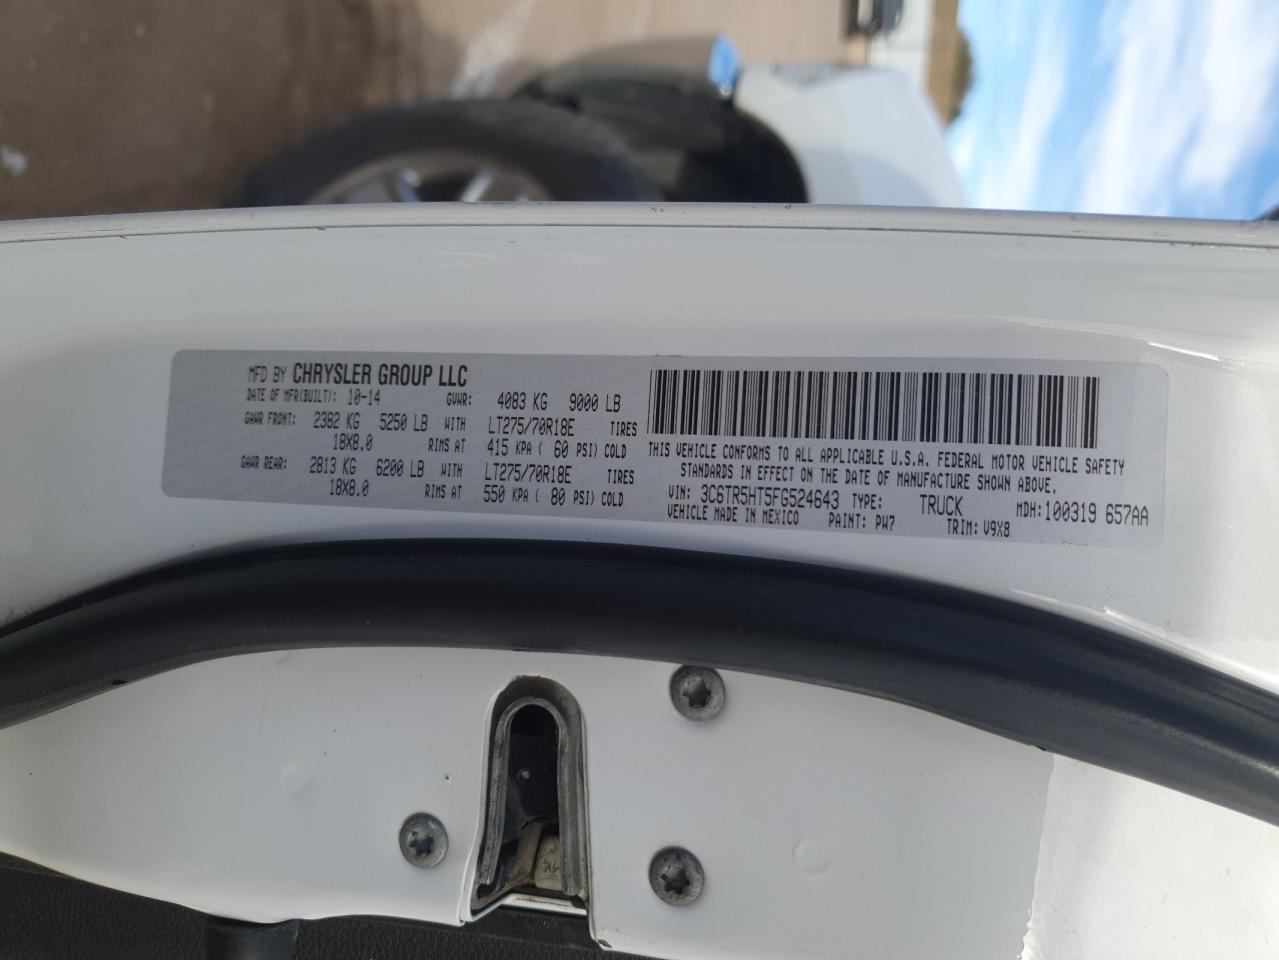 MFD BY CHRYSLER GROUP LLC
DATE OF MFR(BUILT): 10-14 GVWR: 4083 KG 9000 LB
GAWR FRONT: 2382 KG 5250 LB WITH LT275/70R18E TIRES
18X8.0 RIMS AT 415 KPA ( 60 PSI) COLD
GAWR REAR: 2813 KG 6200 LB WITH LT275/70R18E TIRES
18X8.0 RIMS AT 550 KPA ( 80 PSI) COLD
THIS VEHICLE CONFORMS TO ALL APPLICABLE U.S.A. FEDERAL MOTOR VEHICLE SAFETY
STANDARDS IN EFFECT ON THE DATE OF MANUFACTURE SHOWN ABOVE.
VIN: 3C6TR5HT5FG524643 TYPE: TRUCK MDH:100319 657AA
VEHICLE MADE IN MEXICO PAINT: PW7 TRIM: V9X8